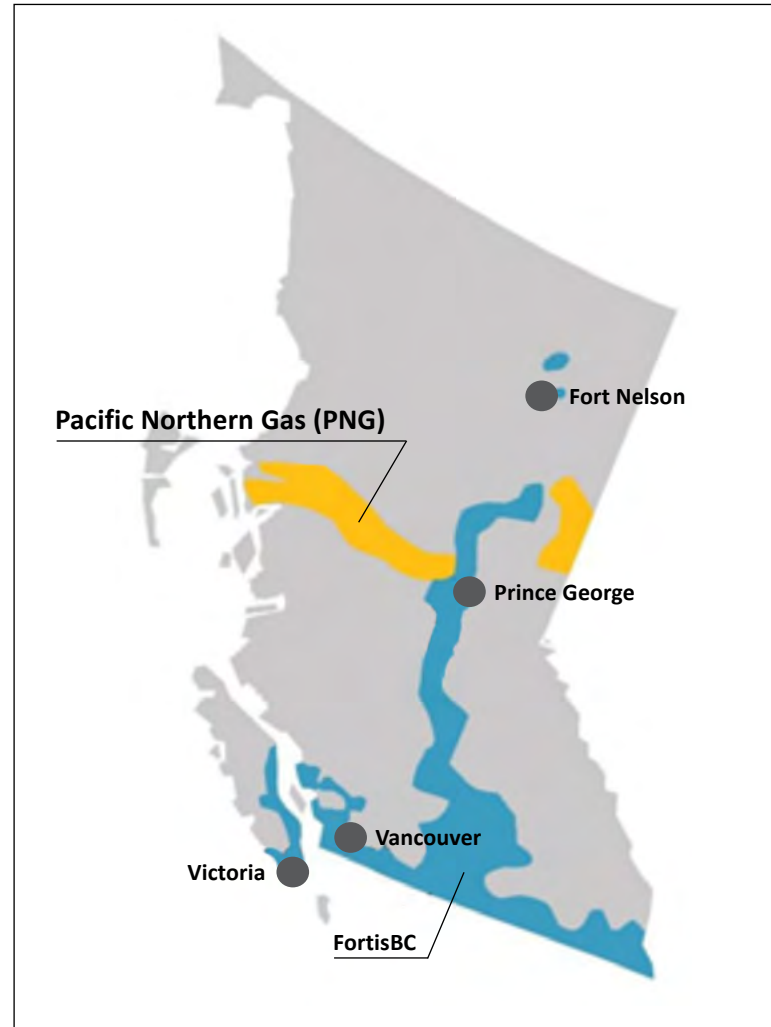 Fort Nelson
Pacific Northern Gas (PNG)
Prince George
Vancouver
Victoria
FortisBC